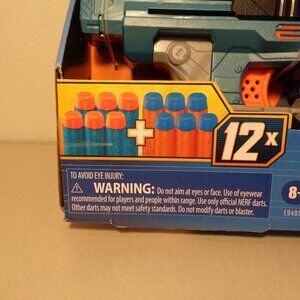 12x
TO AVOID EYE INJURY:
WARNING: Do not aim at eyes or face. Use of eyewear
recommended for players and people within range. Use only official NERF darts.
Other darts may not meet safety standards. Do not modify darts or blaster.
8-